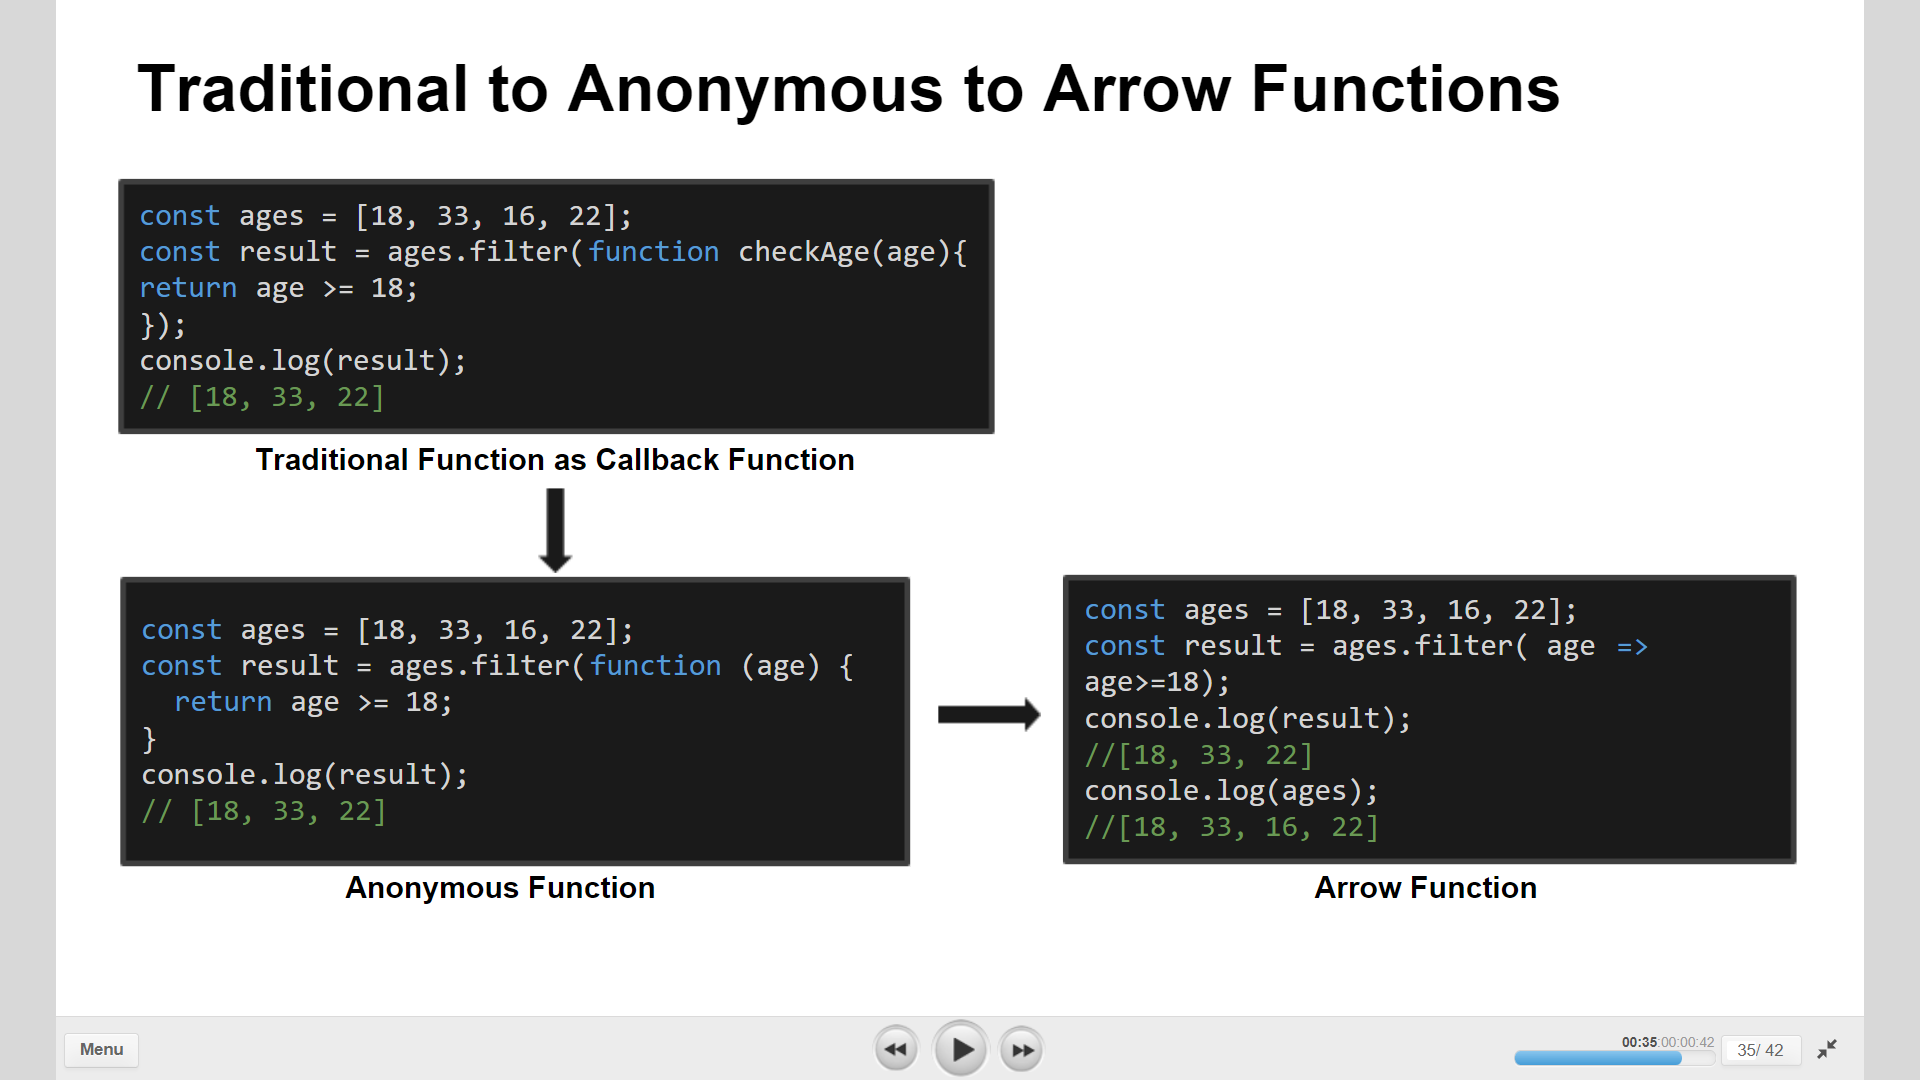 Traditional to Anonymous to Arrow Functions
const ages = [18, 33, 16, 22];
const result = ages.filter(function checkAge(age){
return age >= 18;
});
console.log(result);
// [18, 33, 22]
Traditional Function as Callback Function
const ages = [18, 33, 16, 22];
const result = ages.filter(function (age) {
  return age >= 18;
}
console.log(result);
// [18, 33, 22]
Anonymous Function
const ages = [18, 33, 16, 22];
const result = ages.filter( age =>
age>=18);
console.log(result);
//[18, 33, 22]
console.log(ages);
//[18, 33, 16, 22]
Arrow Function
Menu
00:35:00:00:42
35/ 42